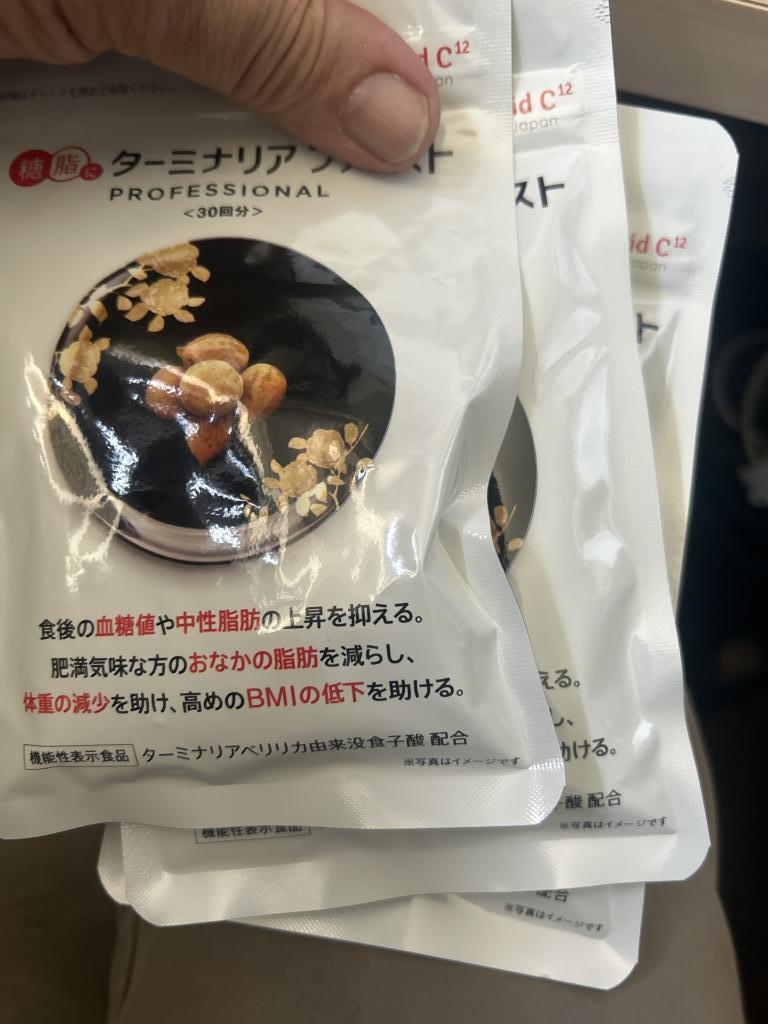 d C12
an
糖脂に ターミナリア
PROFESSIONAL
<30回分>
食後の血糖値や中性脂肪の上昇を抑える。
肥満気味な方のおなかの脂肪を減らし、
体重の減少を助け、高めのBMIの低下を助ける。
機能性表示食品 ターミナリアベリリカ由来没食子酸 配合
※写真はイメージです
id C12
Japan
スト
える。
し、
助ける。
酸 配合
※写真はイメージです
機能性表示食品
id C12
apan
ト
配合
※写真はイメージです